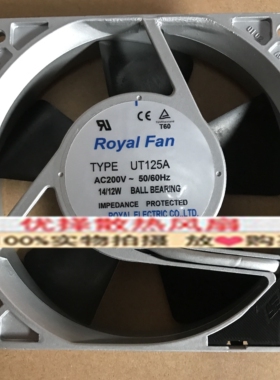 T60
Royal Fan
TYPE UT125A
AC200V ~ 50/60Hz
14/12W BALL BEARING
IMPEDANCE PROTECTED
ROYAL ELECTRIC CO. LTD.
优择散热风扇
00%实物拍摄 放❤购